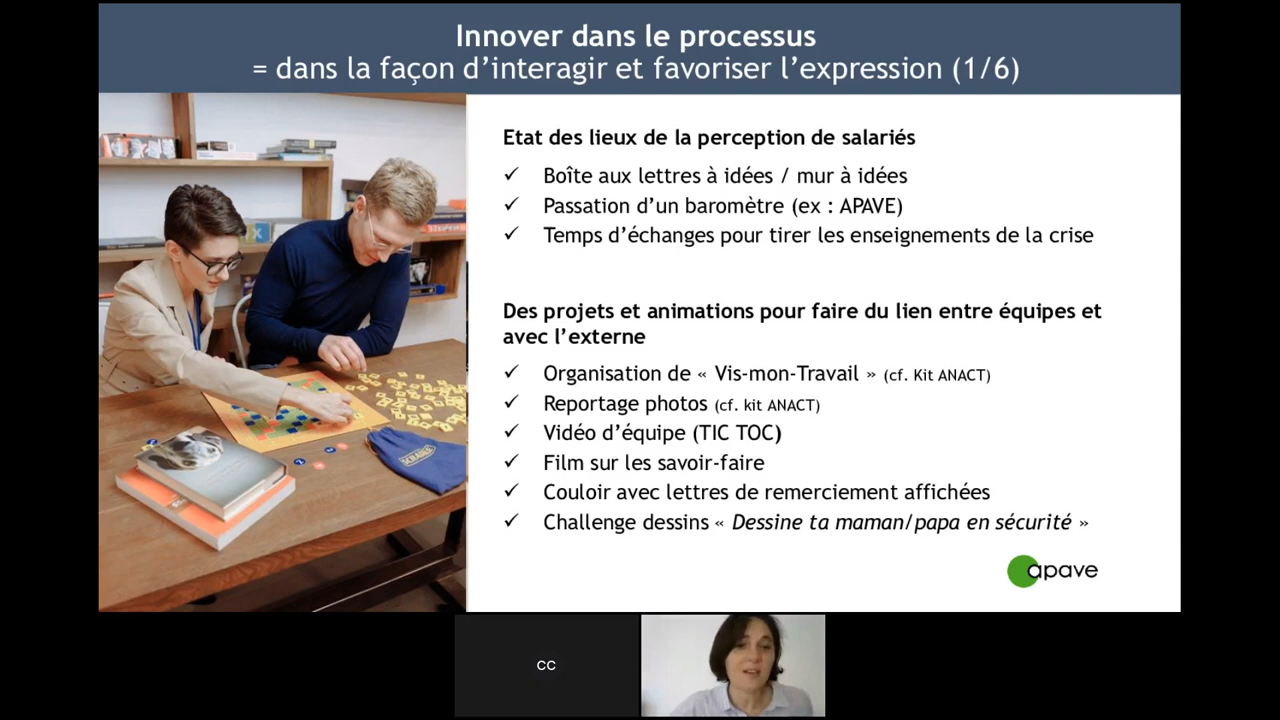 Innover dans le processus
= dans la façon d’interagir et favoriser l’expression (1/6)
Etat des lieux de la perception de salariés
✓ Boîte aux lettres à idées / mur à idées
✓ Passation d’un baromètre (ex : APAVE)
✓ Temps d’échanges pour tirer les enseignements de la crise
Des projets et animations pour faire du lien entre équipes et
avec l’externe
✓ Organisation de « Vis-mon-Travail » (cf. Kit ANACT)
✓ Reportage photos (cf. kit ANACT)
✓ Vidéo d’équipe (TIC TOC)
✓ Film sur les savoir-faire
✓ Couloir avec lettres de remerciement affichées
✓ Challenge dessins « Dessine ta maman/papa en sécurité »
apave
SCRABBLE
CC